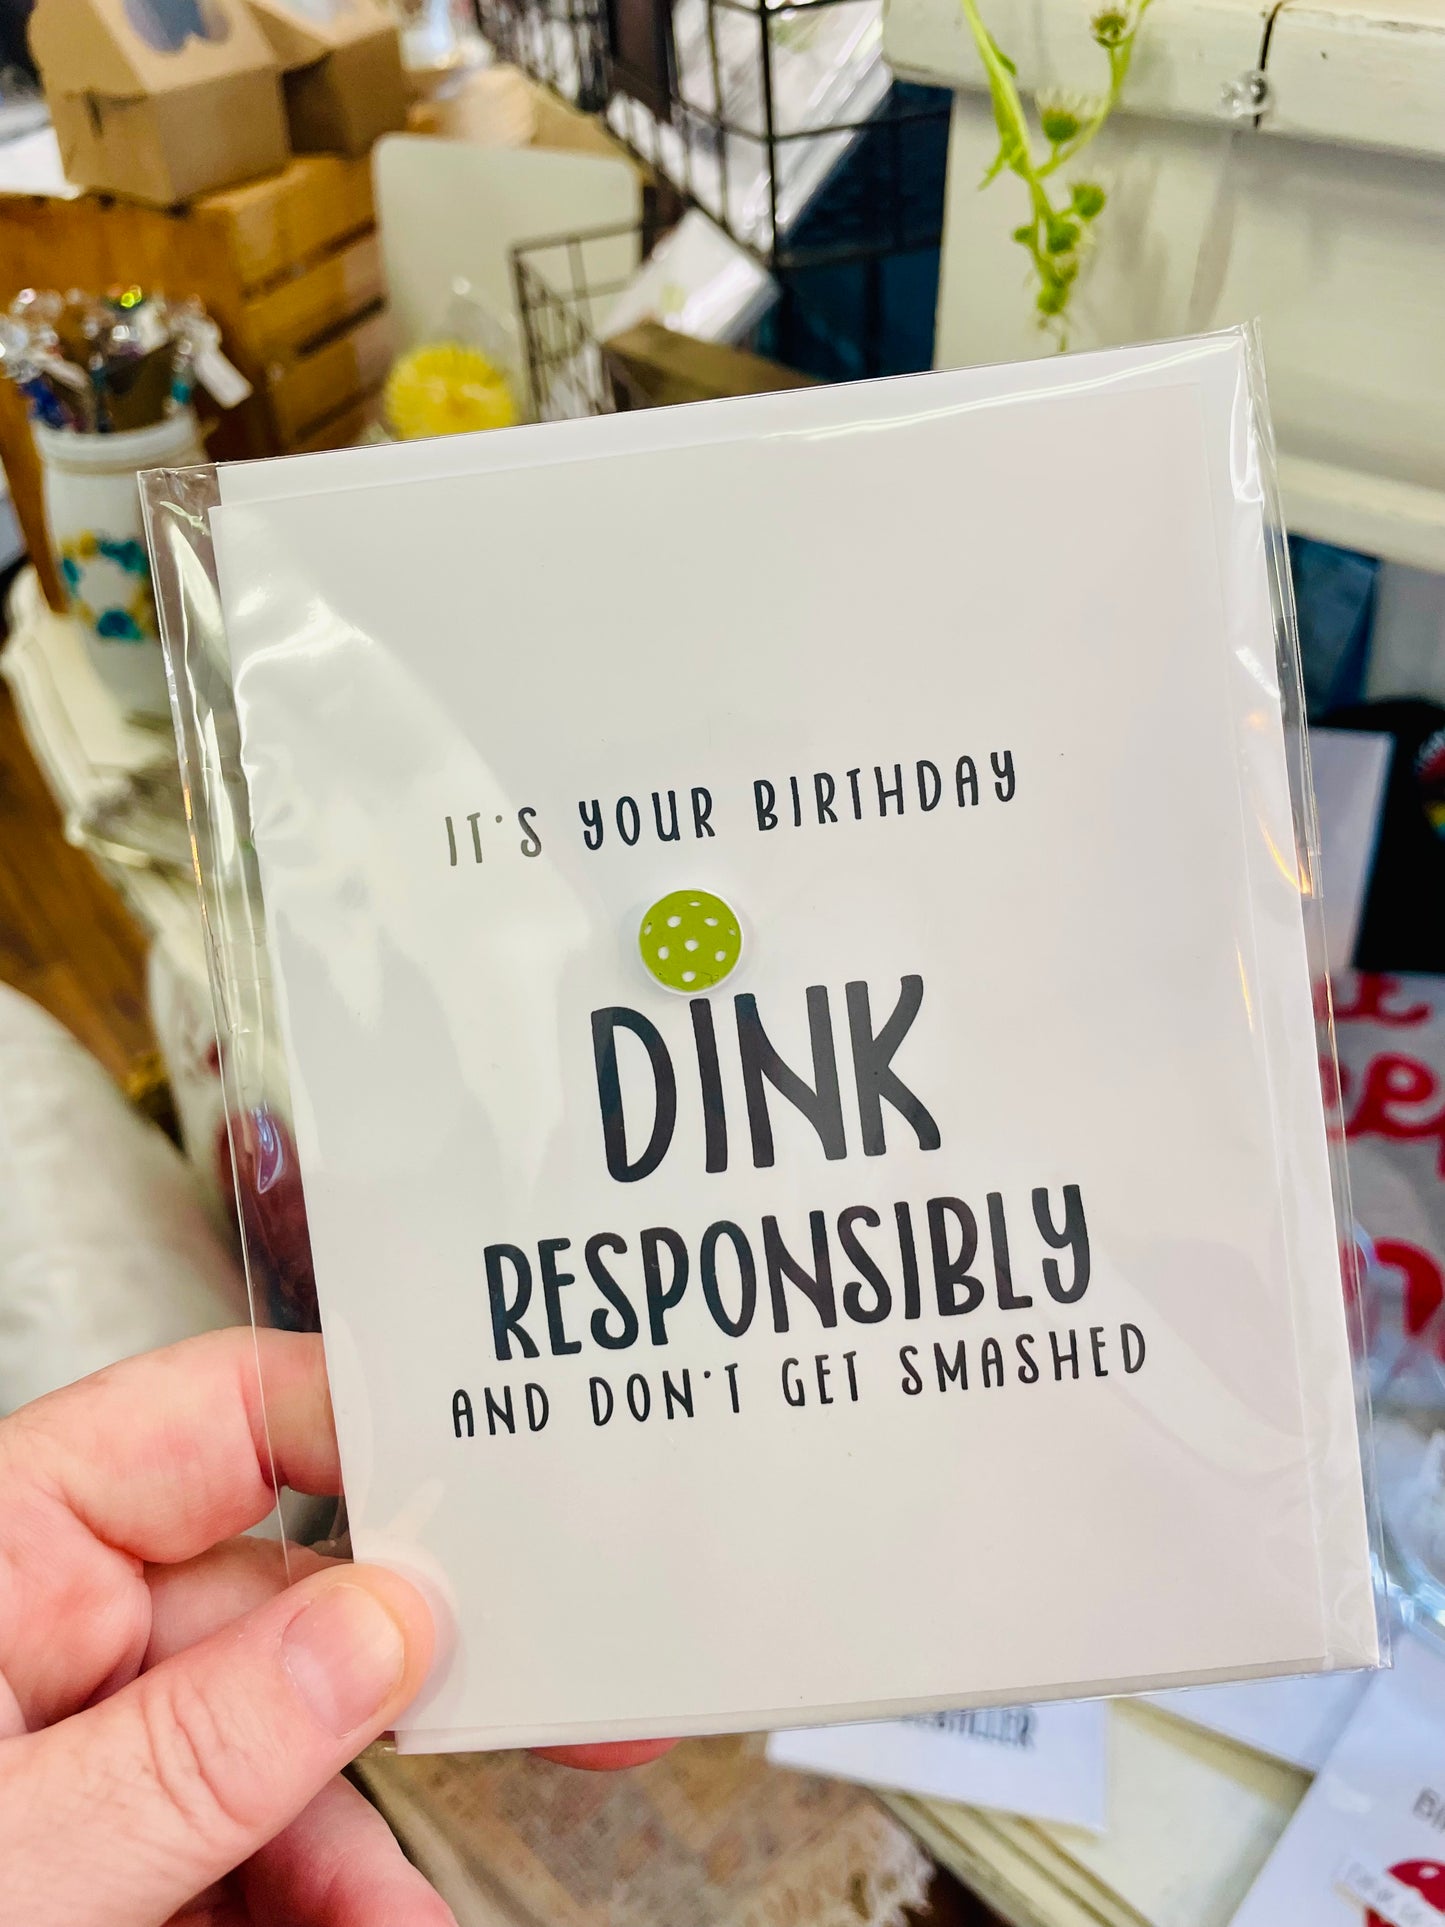 IT'S YOUR BIRTHDAY
DINK
RESPONSIBLY
AND DON'T GET SMASHED